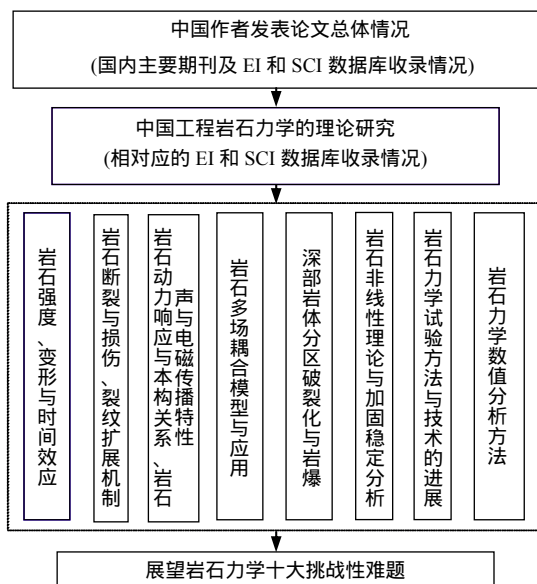 中国作者发表论文总体情况
(国内主要期刊及 EI 和 SCI 数据库收录情况)
中国工程岩石力学的理论研究
(相对应的 EI 和 SCI 数据库收录情况)
岩石强度、变形与时间效应
岩石断裂与损伤、裂纹扩展机制
岩石动力响应与本构关系、岩石
声与电磁传播特性
岩石多场耦合模型与应用
深部岩体分区破裂化与岩爆
岩石非线性理论与加固稳定分析
岩石力学试验方法与技术的进展
岩石力学数值分析方法
展望岩石力学十大挑战性难题